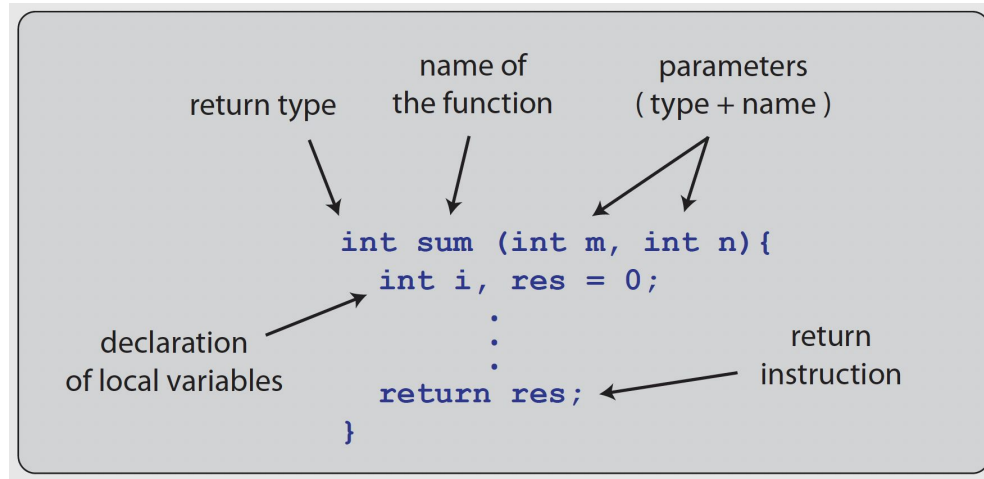 name of
the function
parameters
( type + name )
return type
int sum (int m, int n){
int i, res = 0;
.
.
.
declaration
of local variables
return
instruction
return res;
}